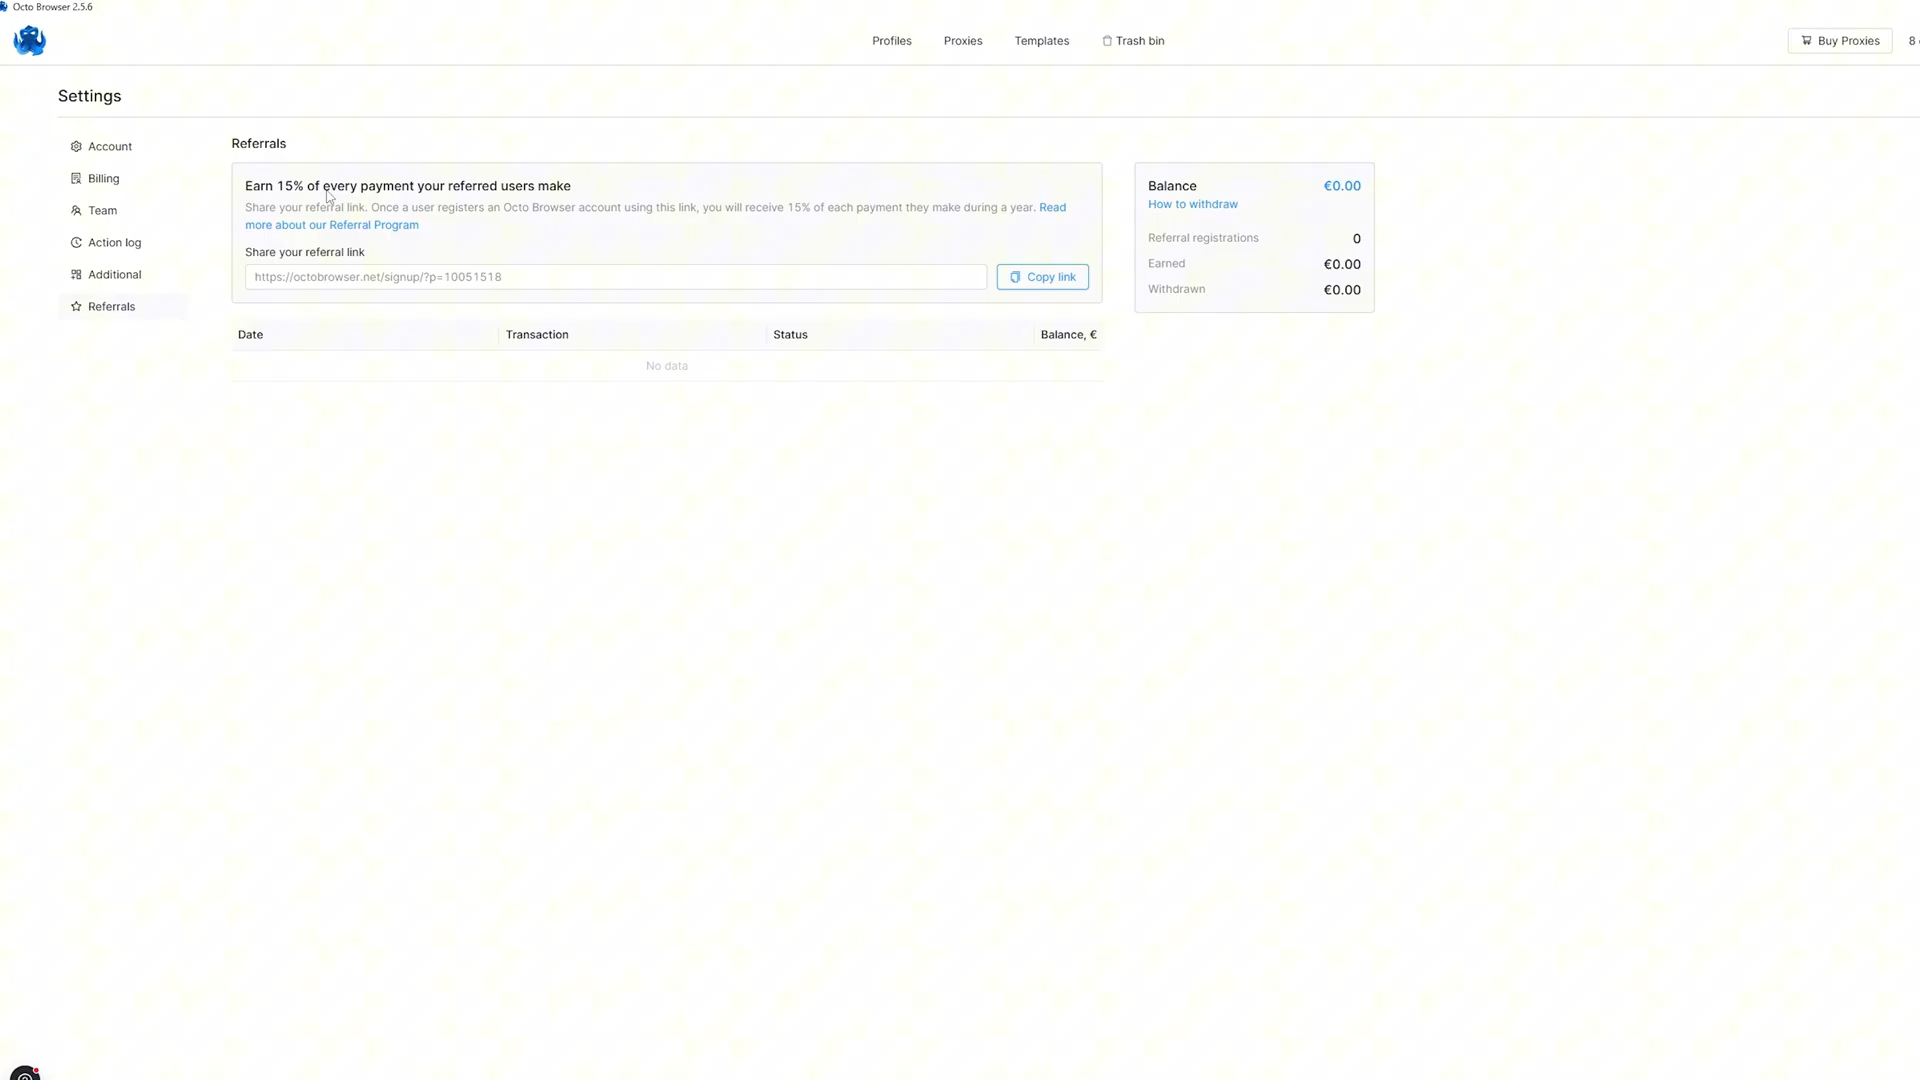 Octo Browser 2.5.6
Profiles
Proxies
Templates
Trash bin
Buy Proxies
8
Settings
Account
Billing
Team
Action log
Additional
Referrals
Referrals
Earn 15% of every payment your referred users make
Share your referral link. Once a user registers an Octo Browser account using this link, you will receive 15% of each payment they make during a year. Read
more about our Referral Program
Share your referral link
https://octobrowser.net/signup/?p=10051518
Copy link
Date
Transaction
Status
Balance, €
No data
Balance €0.00
How to withdraw
Referral registrations 0
Earned €0.00
Withdrawn €0.00